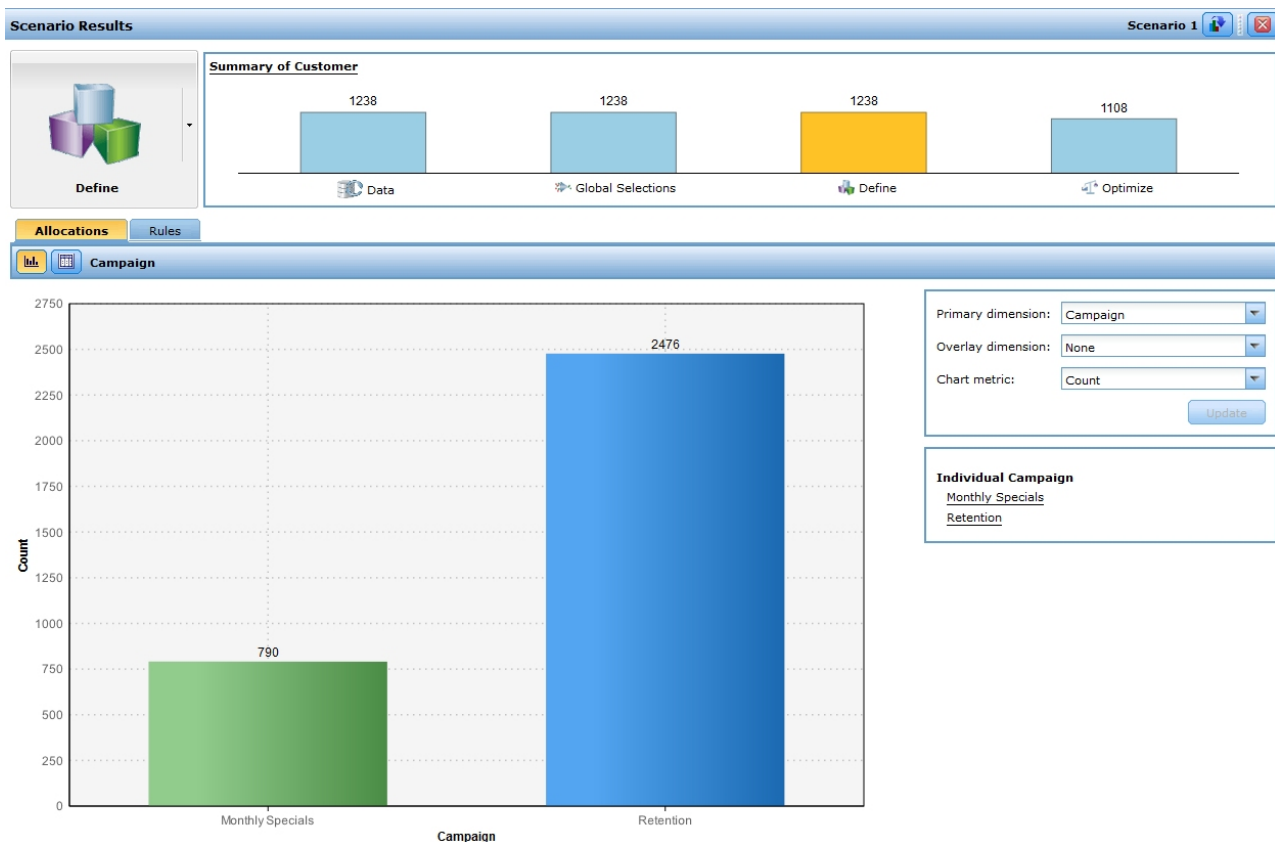 Scenario Results
Scenario 1
Define
Summary of Customer
1238
1238
1238
1108
Data
Global Selections
Define
Optimize
Allocations
Rules
Campaign
2750
2500
2250
2000
1750
1500
1250
1000
750
500
250
0
Count
790
2476
Monthly Specials
Retention
Campaign
Primary dimension: Campaign
Overlay dimension: None
Chart metric: Count
Update
Individual Campaign
Monthly Specials
Retention